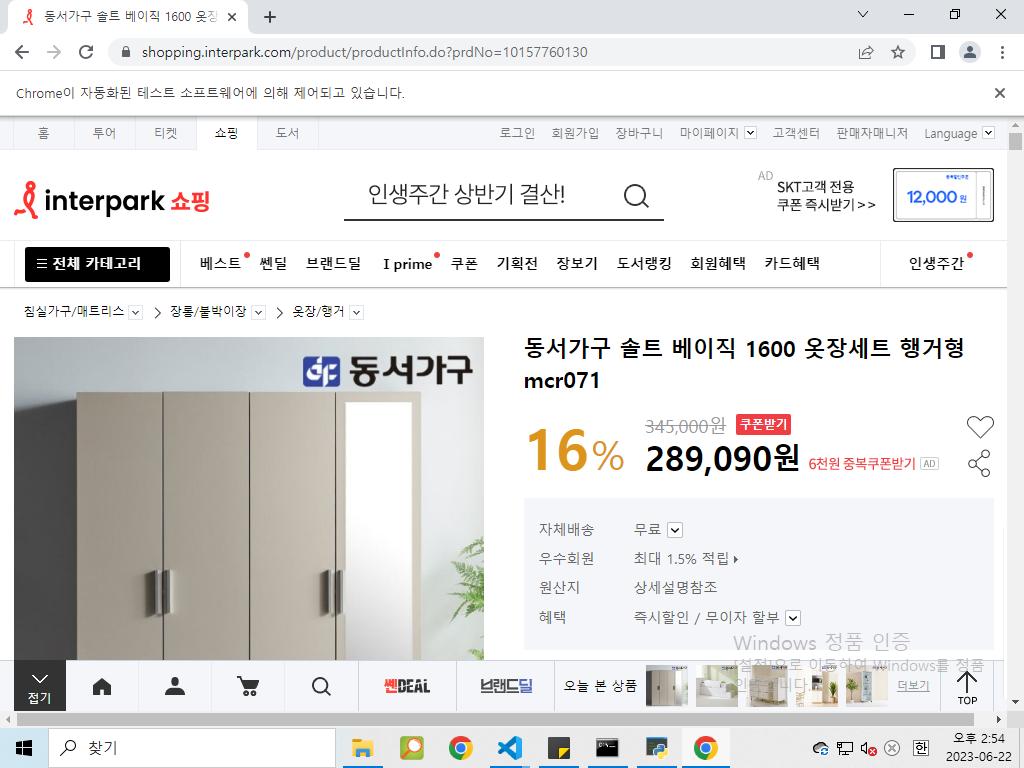 동서가구 솔트 베이직 1600 옷장
shopping.interpark.com/product/productInfo.do?prdNo=10157760130
Chrome이 자동화된 테스트 소프트웨어에 의해 제어되고 있습니다.
홈 투어 티켓 쇼핑 도서 로그인 회원가입 장바구니 마이페이지 고객센터 판매자매니저 Language
interpark 쇼핑
인생주간 상반기 결산!
AD
SKT고객 전용
쿠폰 즉시받기>>
12,000 원
전체 카테고리 베스트 쎈딜 브랜드딜 I prime 쿠폰 기획전 장보기 도서랭킹 회원혜택 카드혜택 인생주간
침실가구/매트리스 장롱/붙박이장 옷장/행거
동서가구
동서가구 솔트 베이직 1600 옷장세트 행거형
mcr071
16%
345,000원 쿠폰받기
289,090원 6천원 중복쿠폰받기 AD
자체배송 무료
우수회원 최대 1.5% 적립
원산지 상세설명참조
혜택 즉시할인 / 무이자 할부
Windows 정품 인증
[설정]으로 이동하여 Windows를 정품
인증합니다.
접기
쎈DEAL
브랜드딜
오늘 본 상품
더보기
TOP
찾기
한
오후 2:54
2023-06-22